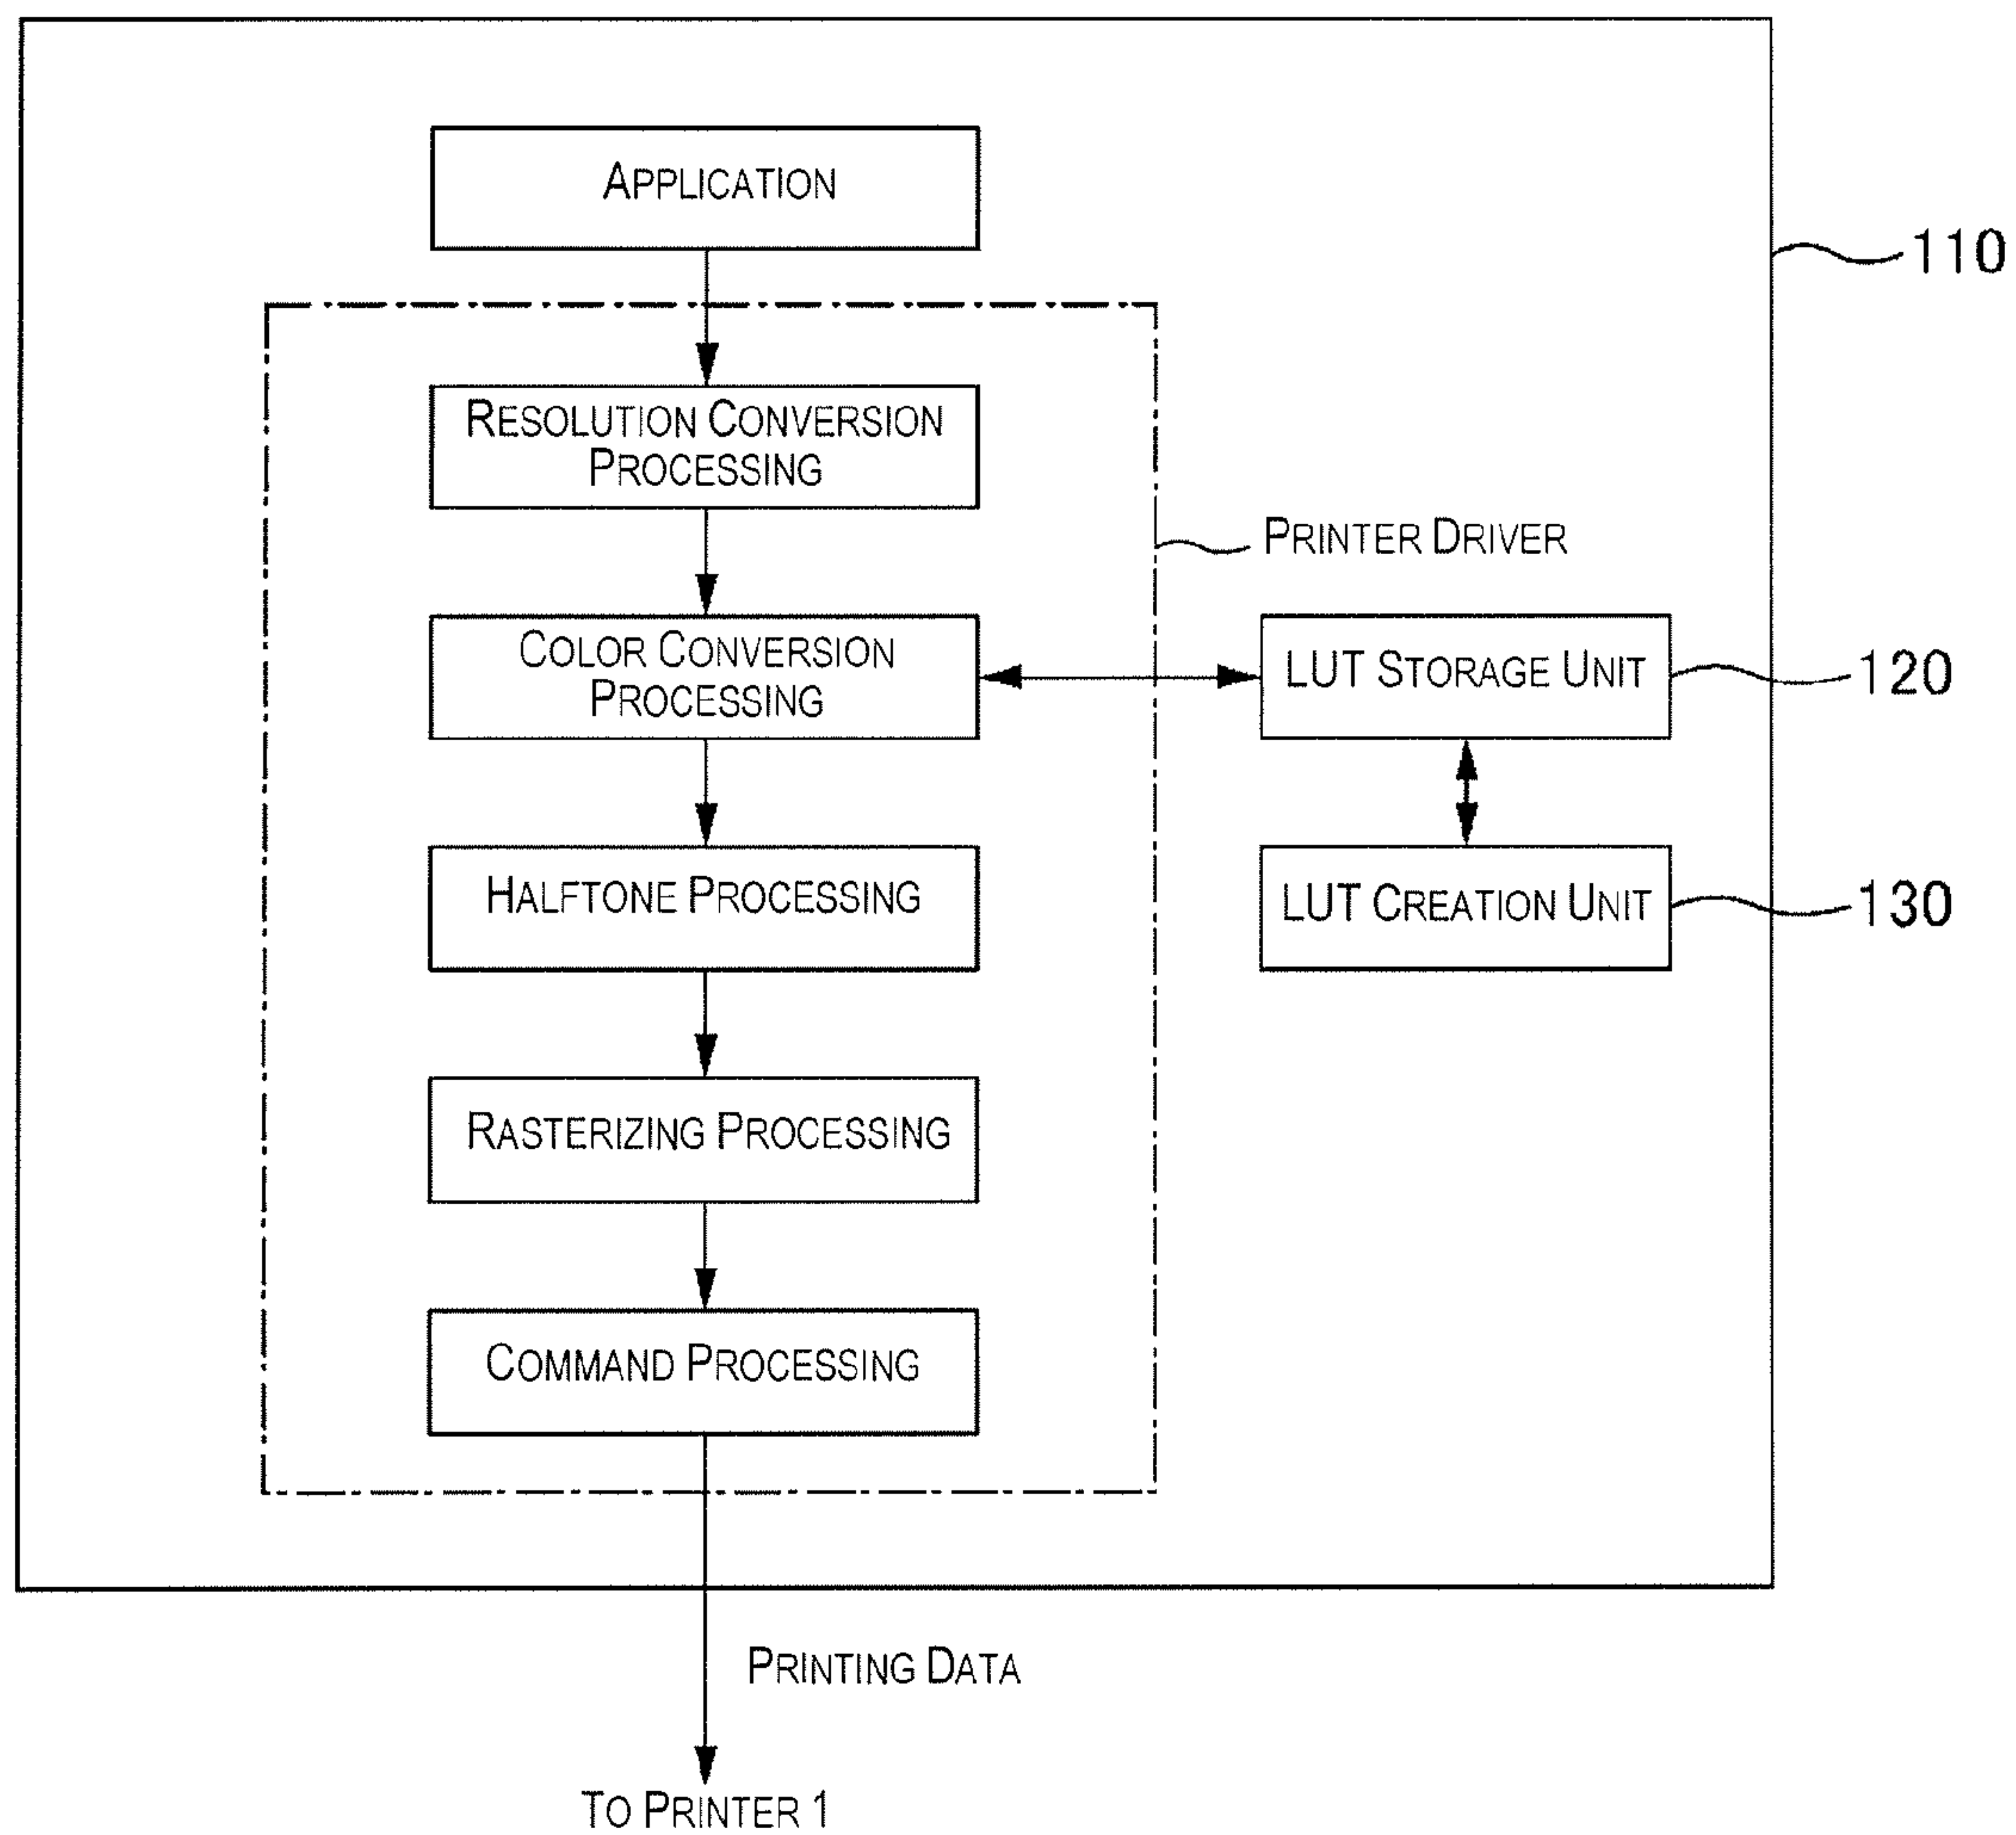 APPLICATION
110
RESOLUTION CONVERSION
PROCESSING
PRINTER DRIVER
COLOR CONVERSION
PROCESSING
LUT STORAGE UNIT
120
HALFTONE PROCESSING
LUT CREATION UNIT
130
RASTERIZING PROCESSING
COMMAND PROCESSING
PRINTING DATA
TO PRINTER 1